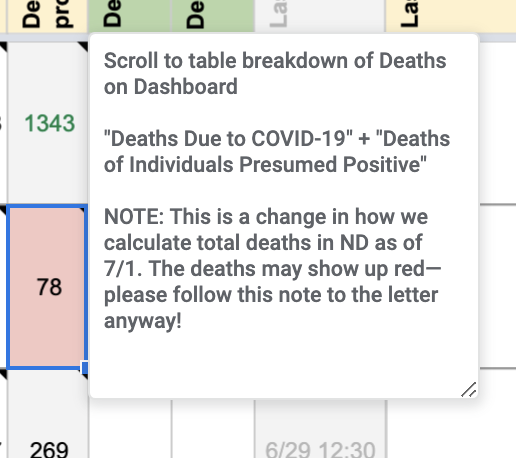 De
pro
De
De
Las
Las
1343
78
269
6/29 12:30
Scroll to table breakdown of Deaths
on Dashboard
"Deaths Due to COVID-19" + "Deaths
of Individuals Presumed Positive"
NOTE: This is a change in how we
calculate total deaths in ND as of
7/1. The deaths may show up red—
please follow this note to the letter
anyway!